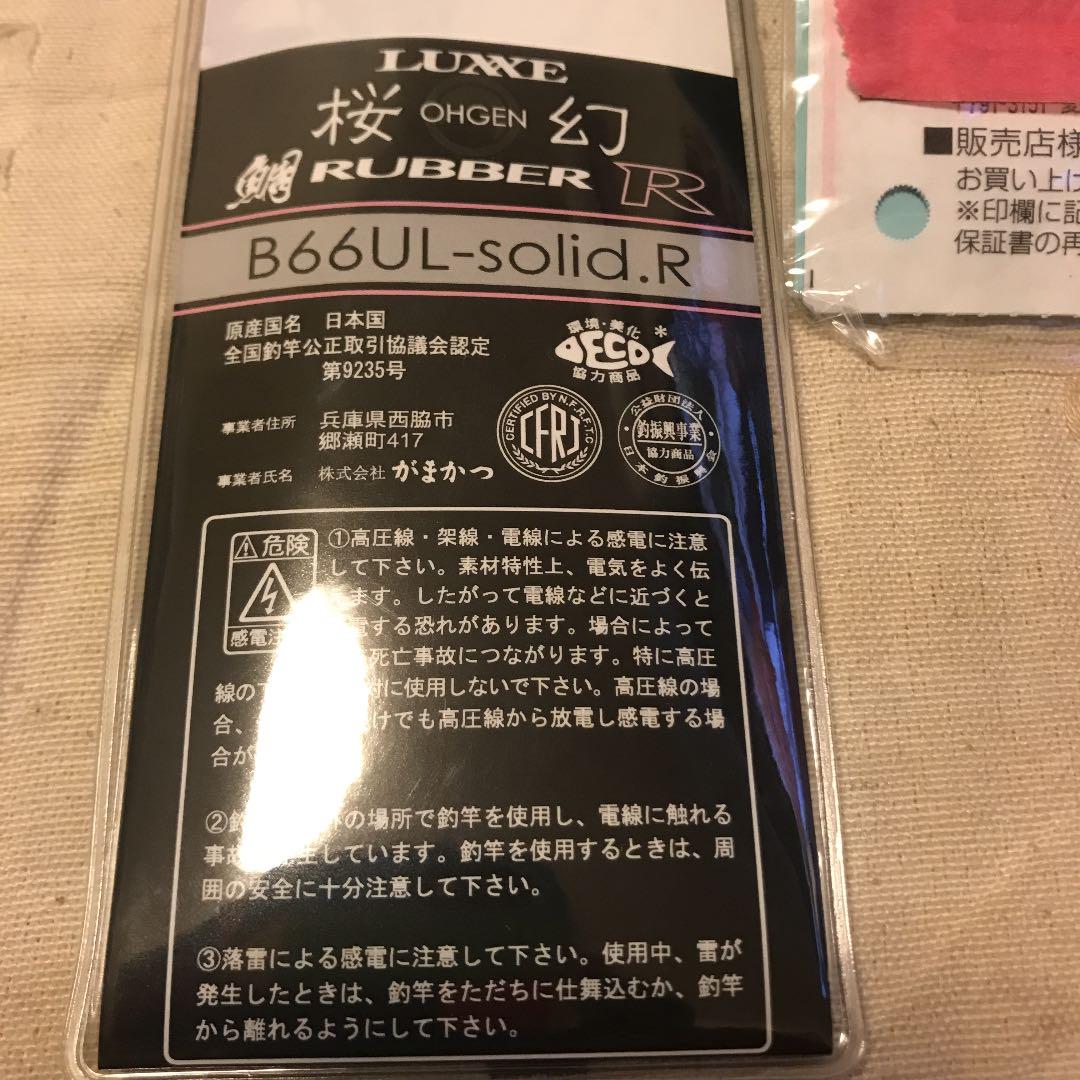 LUXXE
桜 OHGEN 幻
鯛 RUBBER R
B66UL-solid.R
原産国名 日本国
全国釣竿公正取引協議会認定
第9235号
環境・美化
ECO
協力商品
事業者住所 兵庫県西脇市
郷瀬町417
事業者氏名 株式会社 がまかつ
CERTIFIED BY N.F.R.F.T.C.
CFRJ
公益財団法人
釣振興事業
協力商品
日本釣振興会
危険
感電注
①高圧線・架線・電線による感電に注意
して下さい。素材特性上、電気をよく伝
ます。したがって電線などに近づくと
する恐れがあります。場合によって
死亡事故につながります。特に高圧
線の に使用しないで下さい。高圧線の場
合、 けでも高圧線から放電し感電する場
合が
② の場所で釣竿を使用し、電線に触れる
事故 生しています。釣竿を使用するときは、周
囲の安全に十分注意して下さい。
③落雷による感電に注意して下さい。使用中、雷が
発生したときは、釣竿をただちに仕舞込むか、釣竿
から離れるようにして下さい。
〒791-3131
■販売店様
お買い上げ
※印欄に記
保証書の再